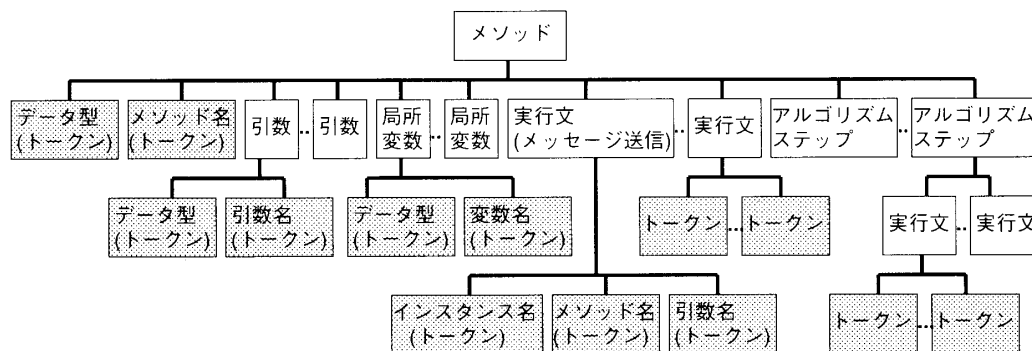 メソッド
データ型
(トークン)
メソッド名
(トークン)
引数
..
引数
局所
変数
..
局所
変数
実行文
(メッセージ送信)
..
実行文
アルゴリズム
ステップ
..
アルゴリズム
ステップ
データ型
(トークン)
引数名
(トークン)
データ型
(トークン)
変数名
(トークン)
トークン
...
トークン
実行文
..
実行文
インスタンス名
(トークン)
メソッド名
(トークン)
引数名
(トークン)
トークン
...
トークン